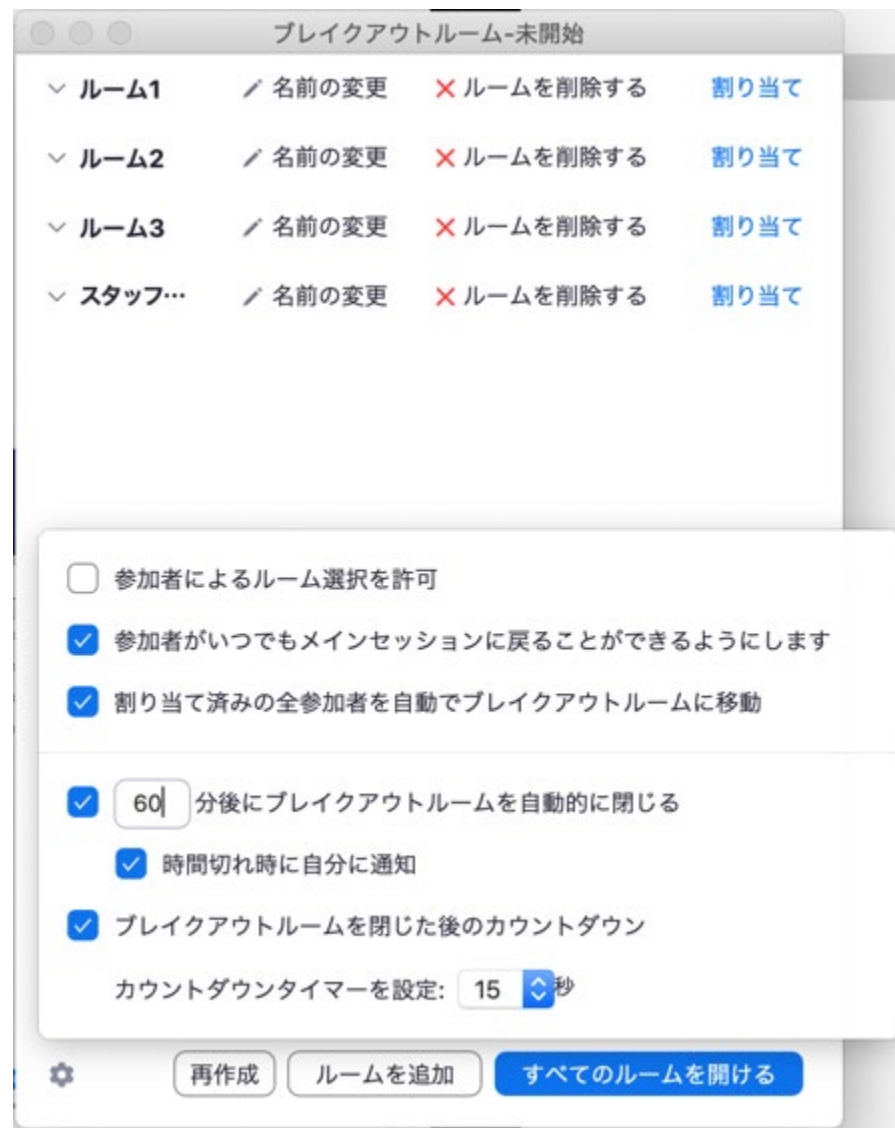 ブレイクアウトルーム-未開始
ルーム1 名前の変更 ルームを削除する 割り当て
ルーム2 名前の変更 ルームを削除する 割り当て
ルーム3 名前の変更 ルームを削除する 割り当て
スタッフ… 名前の変更 ルームを削除する 割り当て
参加者によるルーム選択を許可
参加者がいつでもメインセッションに戻ることができるようにします
割り当て済みの全参加者を自動でブレイクアウトルームに移動
60 分後にブレイクアウトルームを自動的に閉じる
時間切れ時に自分に通知
ブレイクアウトルームを閉じた後のカウントダウン
カウントダウンタイマーを設定: 15 秒
再作成 ルームを追加 すべてのルームを開ける